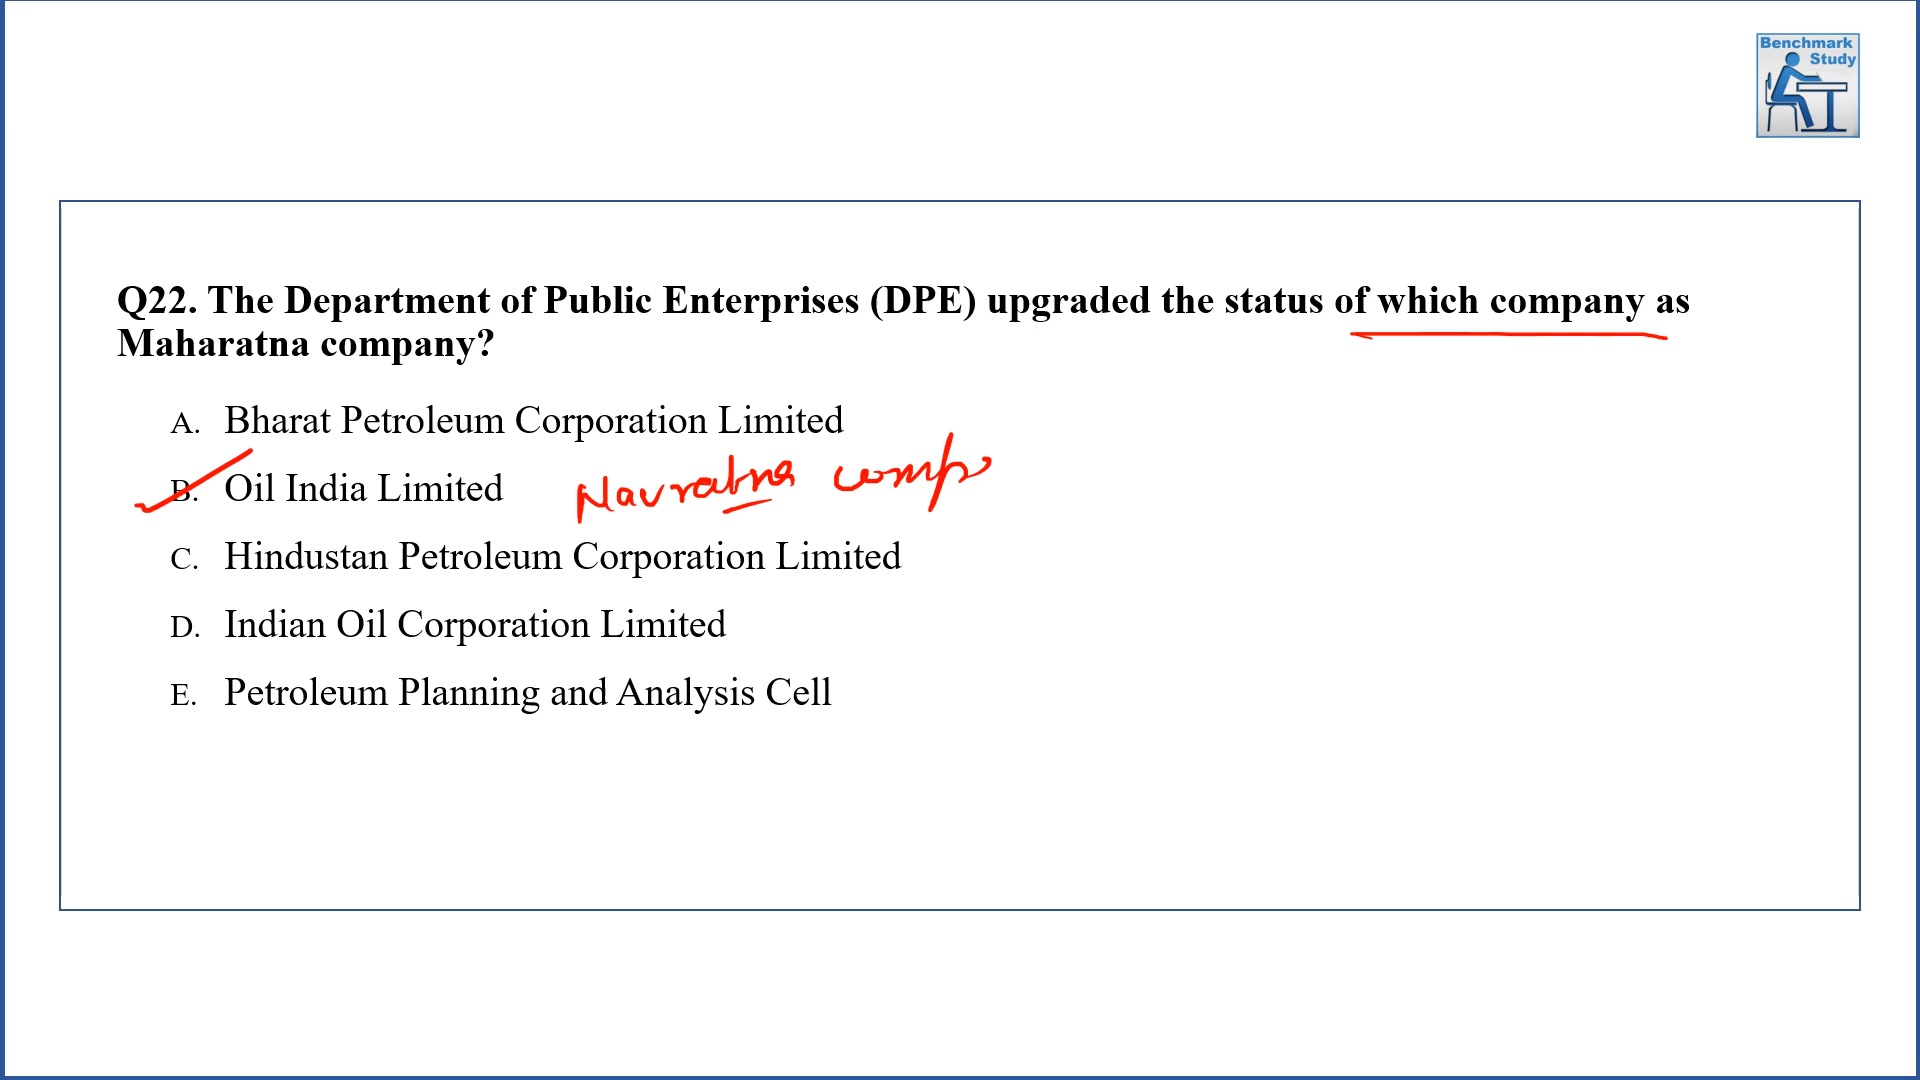 Benchmark
Study
Q22. The Department of Public Enterprises (DPE) upgraded the status of which company as
Maharatna company?
A. Bharat Petroleum Corporation Limited
B. Oil India Limited Navratna comp
C. Hindustan Petroleum Corporation Limited
D. Indian Oil Corporation Limited
E. Petroleum Planning and Analysis Cell